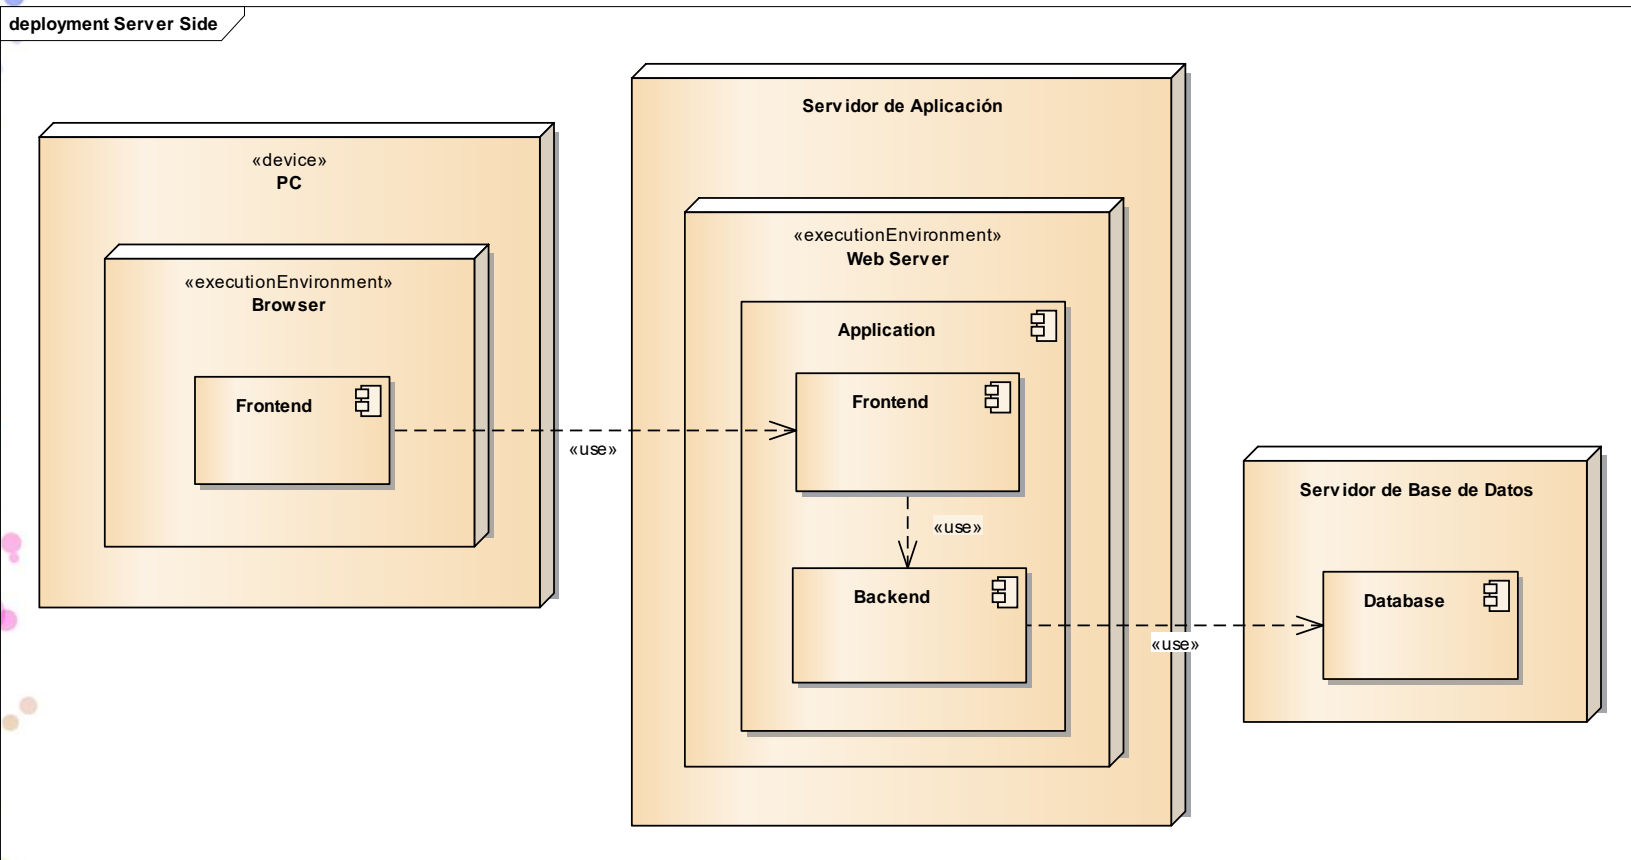 deployment Server Side
«device»
PC
«executionEnvironment»
Browser
Frontend
«use»
Servidor de Aplicación
«executionEnvironment»
Web Server
Application
Frontend
«use»
Backend
«use»
Servidor de Base de Datos
Database